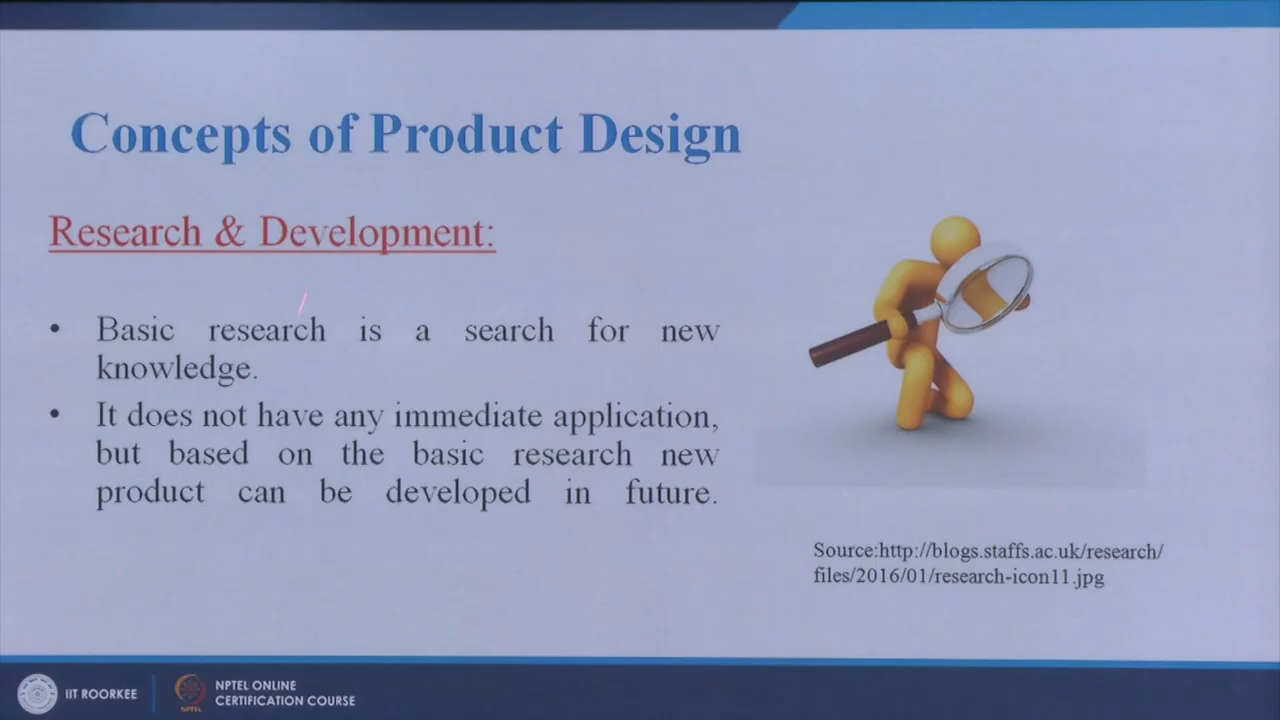 Concepts of Product Design
Research & Development:
• Basic research is a search for new
knowledge.
• It does not have any immediate application,
but based on the basic research new
product can be developed in future.
Source:http://blogs.staffs.ac.uk/research/
files/2016/01/research-icon11.jpg
IIT ROORKEE
NPTEL
NPTEL ONLINE
CERTIFICATION COURSE